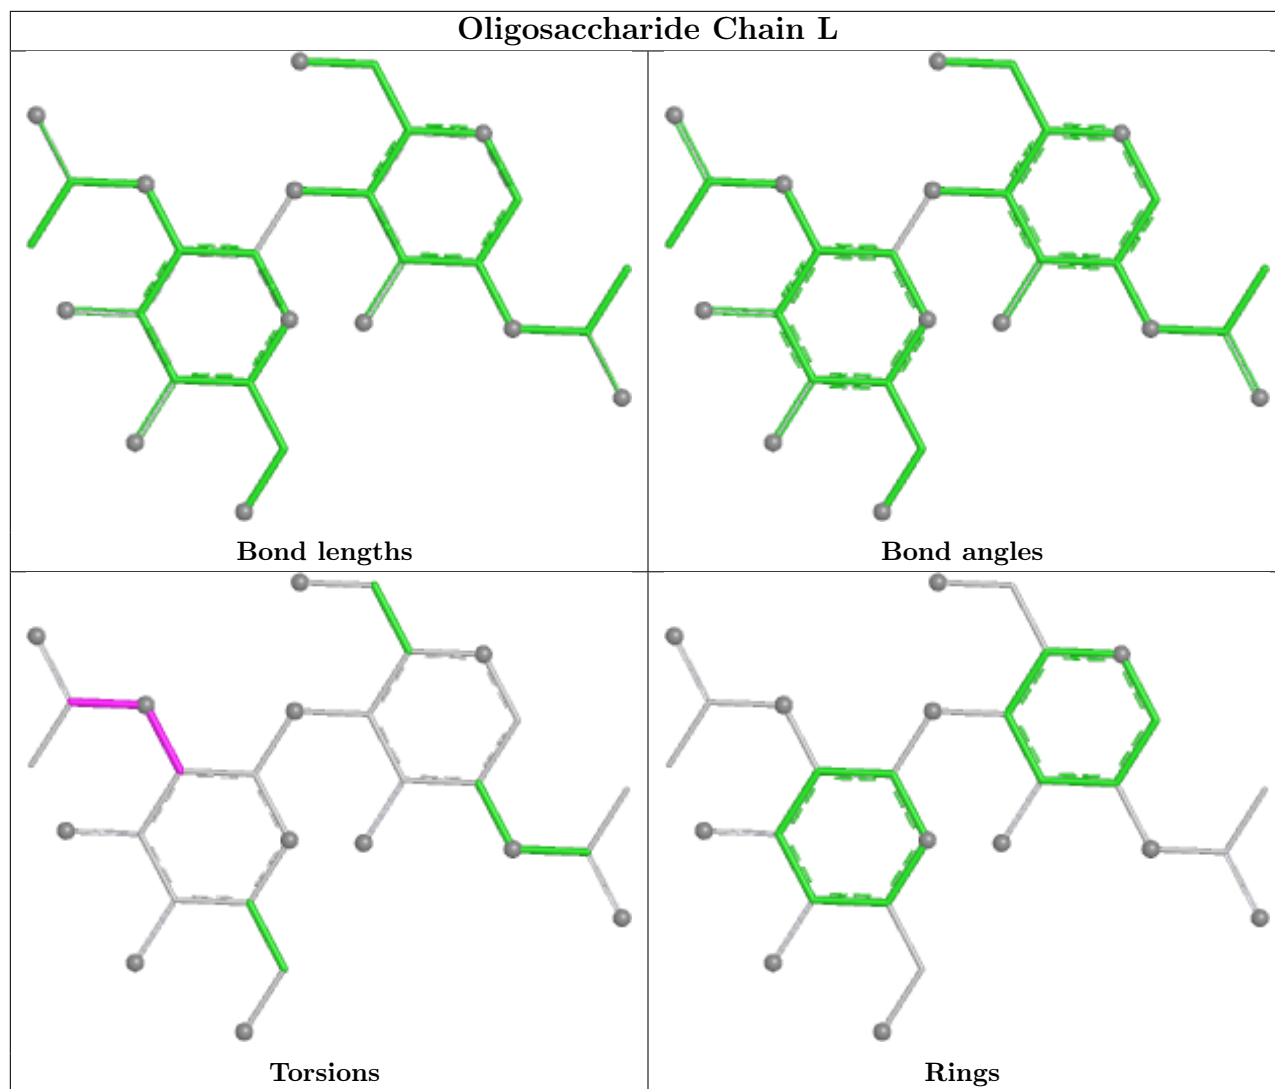 Oligosaccharide Chain L
Bond lengths
Bond angles
Torsions
Rings